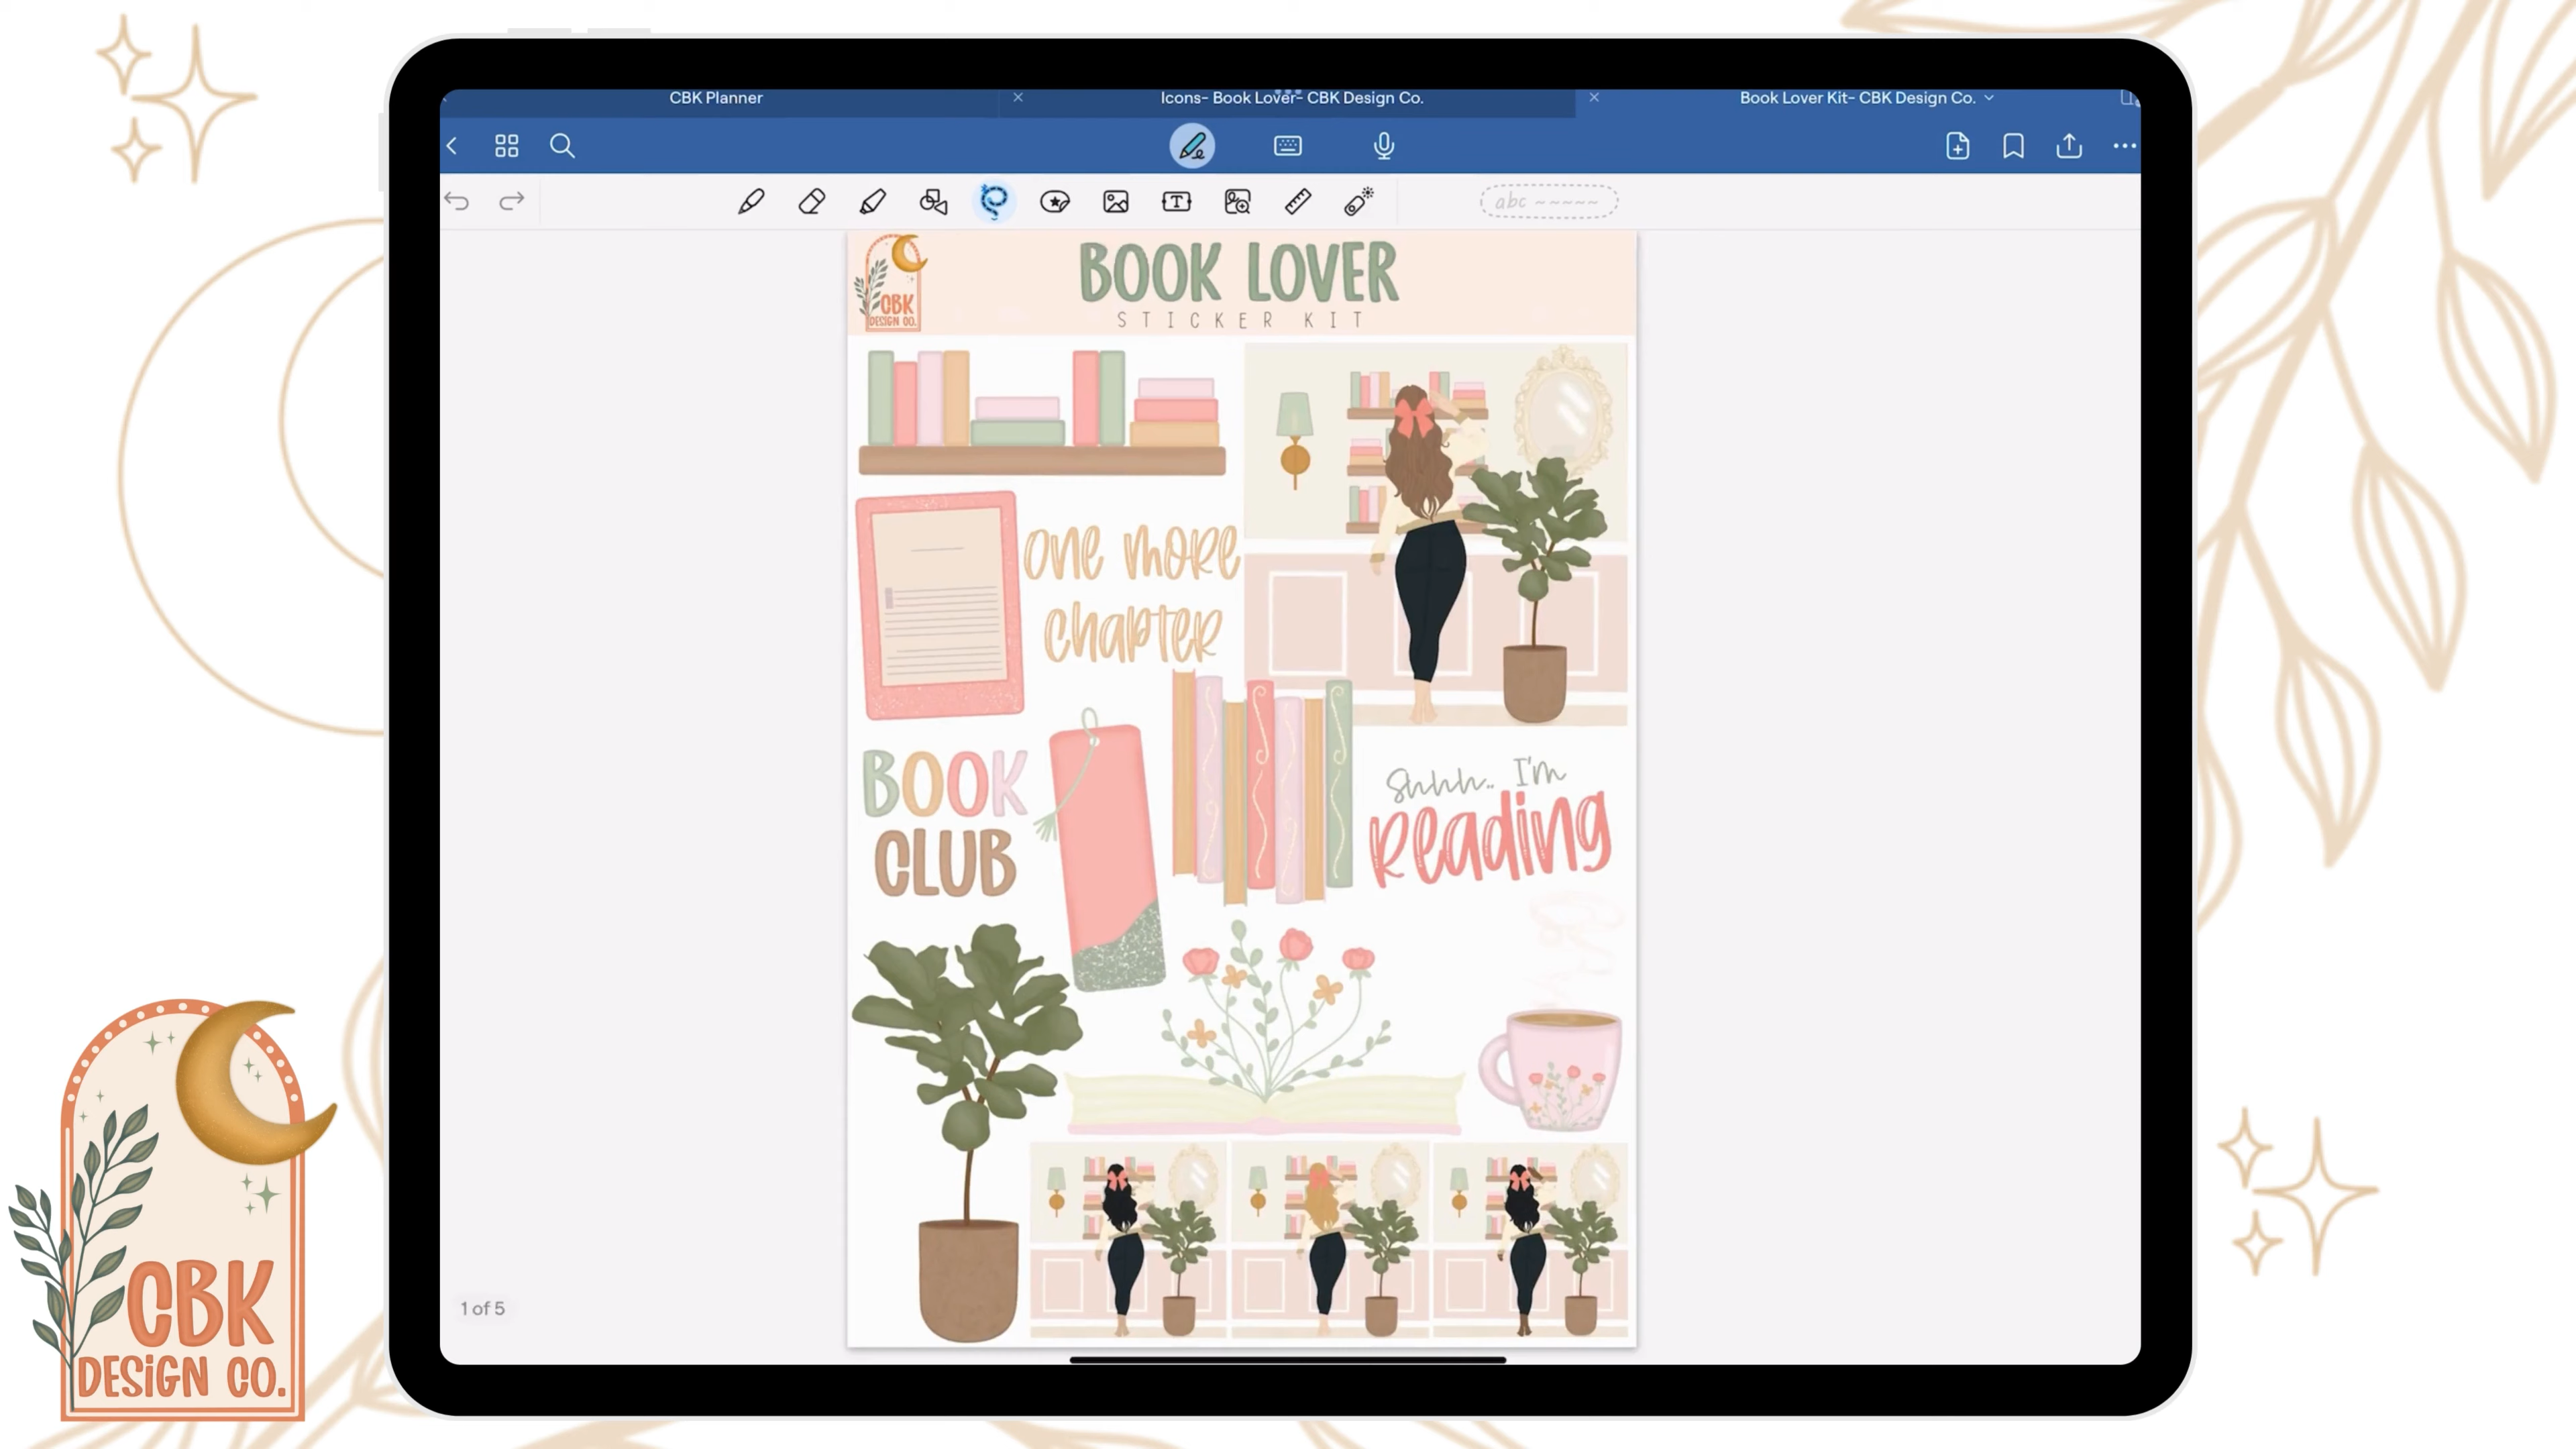 CBK Planner
Icons- Book Lover- CBK Design Co.
Book Lover Kit- CBK Design Co.
abc
BOOK LOVER
STICKER KIT
CBK
DESIGN CO.
one more
chapter
BOOK
CLUB
Shhh.. I'm
Reading
1 of 5
CBK
DESIGN CO.